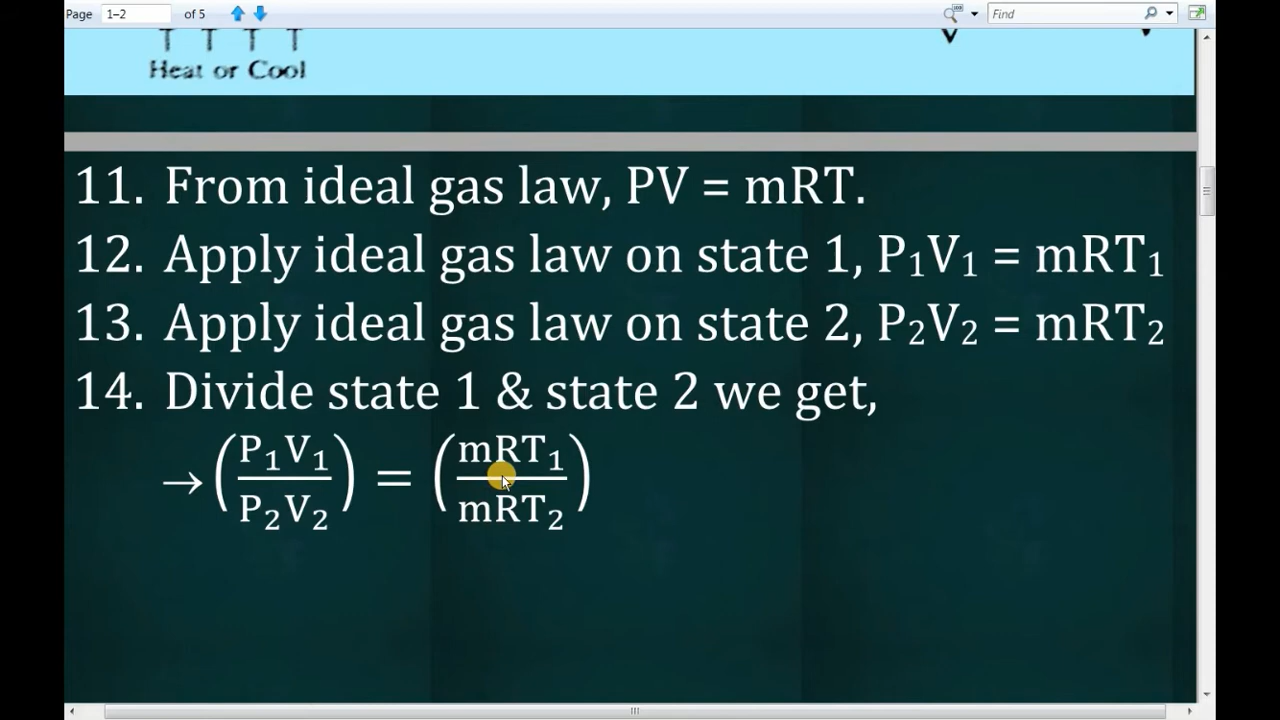 Page 1–2 of 5 Find
T T T T
Heat or Cool
11. From ideal gas law, PV = mRT.
12. Apply ideal gas law on state 1, P₁V₁ = mRT₁
13. Apply ideal gas law on state 2, P₂V₂ = mRT₂
14. Divide state 1 & state 2 we get,
→ (P₁V₁/P₂V₂) = (mRT₁/mRT₂)